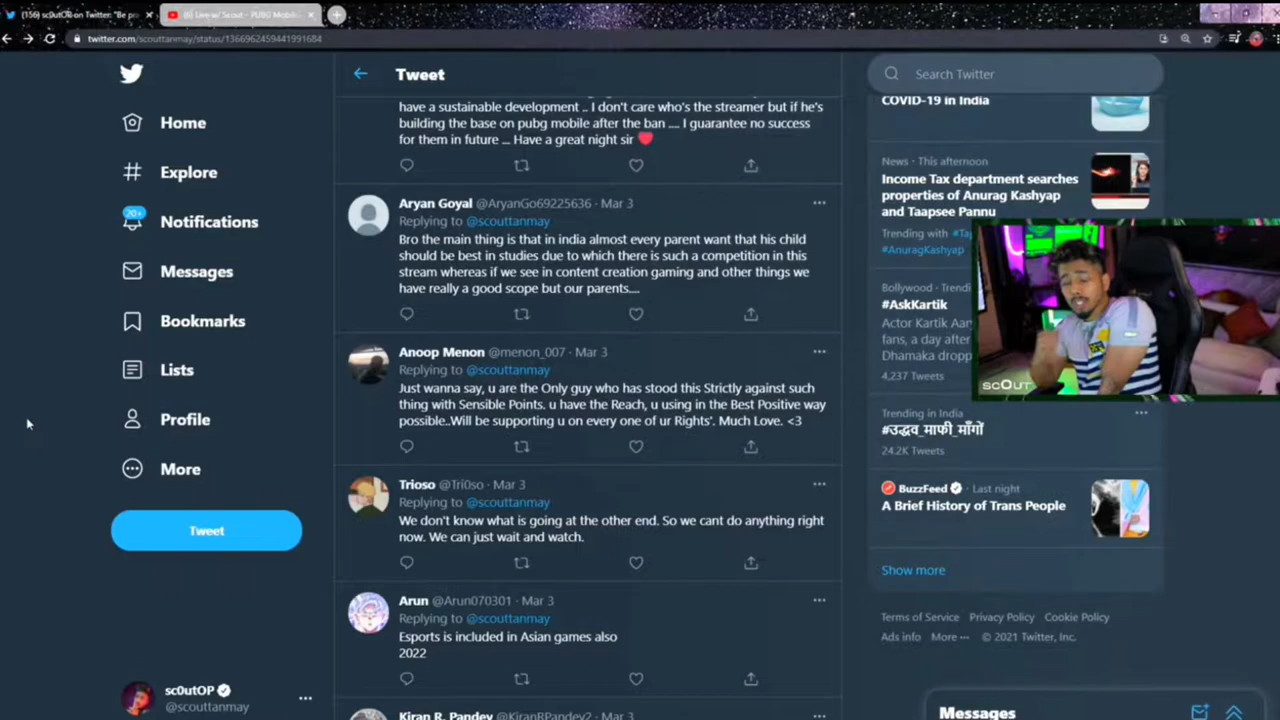 (156) sc0utOP on Twitter: "Be pr
Live w/ Scout - PUBG Mobile
twitter.com/scouttanmay/status/1366962459441991684
Home
Explore
20+
Notifications
Messages
Bookmarks
Lists
Profile
More
Tweet
sc0utOP
@scouttanmay
Tweet
have a sustainable development .. I don't care who's the streamer but if he's
building the base on pubg mobile after the ban .... I guarantee no success
for them in future ... Have a great night sir ❤
Aryan Goyal @AryanGo69225636 · Mar 3
Replying to @scouttanmay
Bro the main thing is that in india almost every parent want that his child
should be best in studies due to which there is such a competition in this
stream whereas if we see in content creation gaming and other things we
have really a good scope but our parents....
Anoop Menon @menon_007 · Mar 3
Replying to @scouttanmay
Just wanna say, u are the Only guy who has stood this Strictly against such
thing with Sensible Points. u have the Reach, u using in the Best Positive way
possible..Will be supporting u on every one of ur Rights'. Much Love. <3
Trioso @Tri0so · Mar 3
Replying to @scouttanmay
We don't know what is going at the other end. So we cant do anything right
now. We can just wait and watch.
Arun @Arun070301 · Mar 3
Replying to @scouttanmay
Esports is included in Asian games also
2022
Kiran R. Pandey @KiranRPandey2 · Mar 3
Search Twitter
COVID-19 in India
News · This afternoon
Income Tax department searches
properties of Anurag Kashyap
and Taapsee Pannu
Trending with #Taa
#AnuragKashyap
Bollywood · Trendi
#AskKartik
Actor Kartik Aar
fans, a day after
Dhamaka dropp
4,237 Tweets
scOUT
Trending in India
#उद्धव_माफी_माँगों
24.2K Tweets
BuzzFeed · Last night
A Brief History of Trans People
Show more
Terms of Service Privacy Policy Cookie Policy
Ads info More ··· © 2021 Twitter, Inc.
Messages